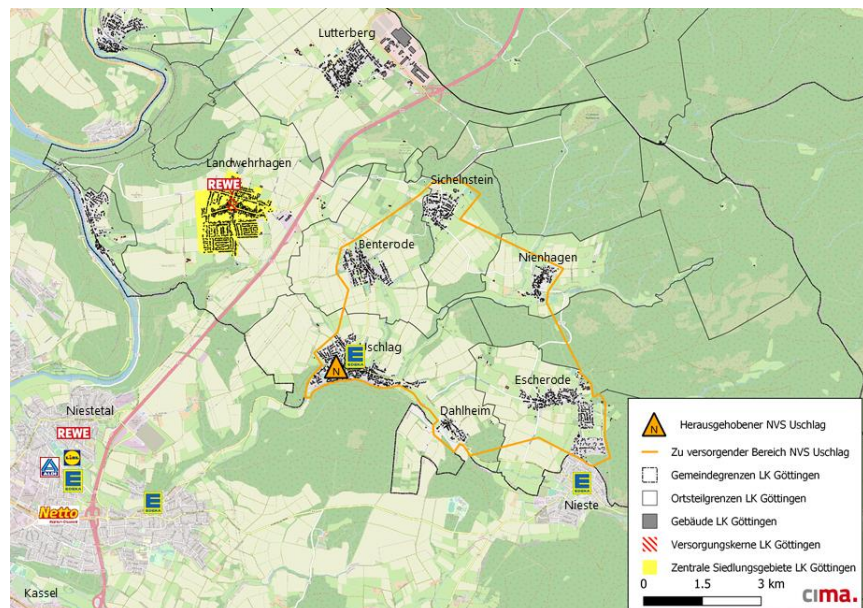 Lutterberg
Landwehrhagen
REWE
Sichelnstein
Benterode
Nienhagen
Uschlag
E
EDEKA
N
Escherode
Dahlheim
Niestetal
REWE
ALDI
LIDL
E
EDEKA
E
EDEKA
Netto
E
EDEKA
Nieste
Kassel
N Herausgehobener NVS Uschlag
Zu versorgender Bereich NVS Uschlag
Gemeindegrenzen LK Göttingen
Ortsteilgrenzen LK Göttingen
Gebäude LK Göttingen
Versorgungskerne LK Göttingen
Zentrale Siedlungsgebiete LK Göttingen
0 1.5 3 km
cima.